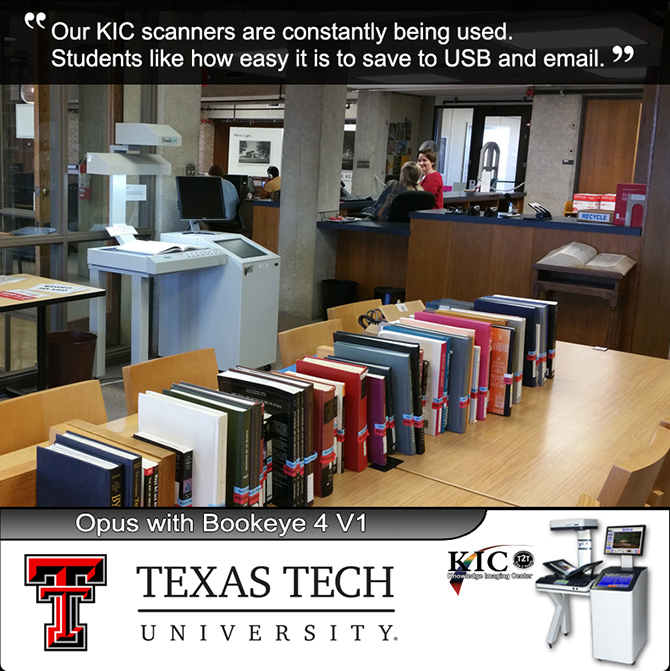 “ Our KIC scanners are constantly being used.
Students like how easy it is to save to USB and email. ”
RECYCLE
Opus with Bookeye 4 V1
TEXAS TECH
UNIVERSITY®
KIC
T2T
Knowledge Imaging Center